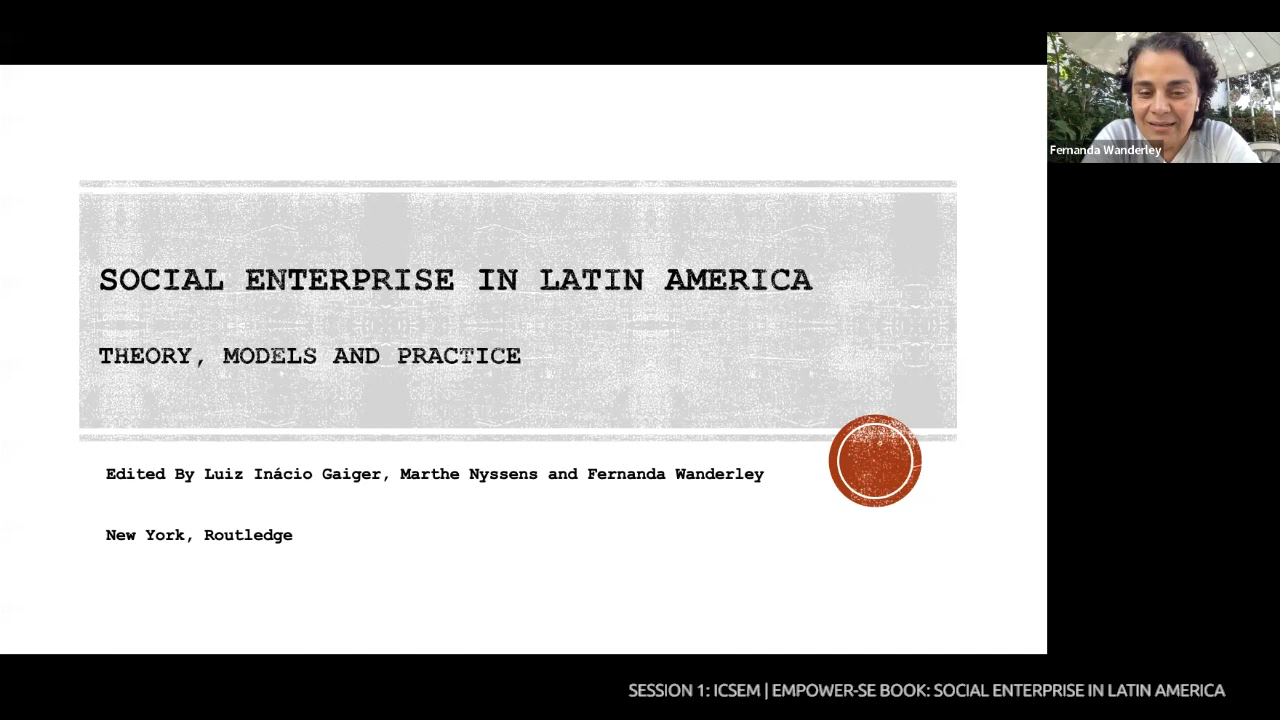 Fernanda Wanderley
SOCIAL ENTERPRISE IN LATIN AMERICA
THEORY, MODELS AND PRACTICE
Edited By Luiz Inácio Gaiger, Marthe Nyssens and Fernanda Wanderley
New York, Routledge
SESSION 1: ICSEM | EMPOWER-SE BOOK: SOCIAL ENTERPRISE IN LATIN AMERICA